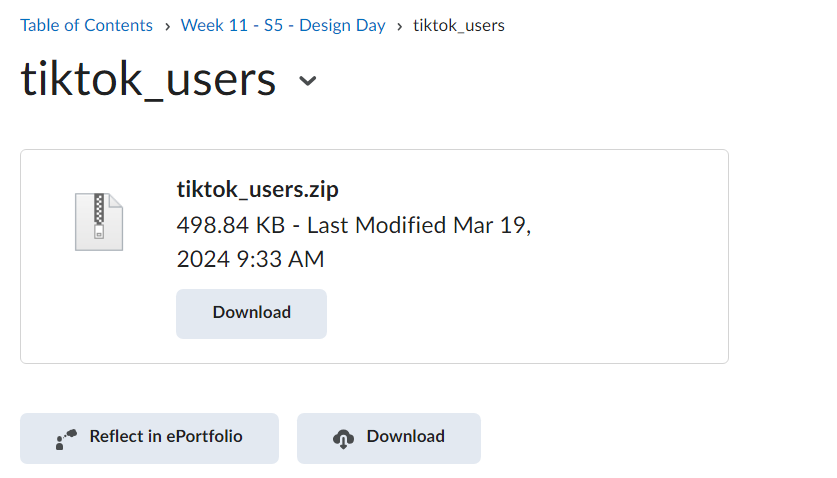 Table of Contents › Week 11 - S5 - Design Day › tiktok_users
tiktok_users
tiktok_users.zip
498.84 KB - Last Modified Mar 19,
2024 9:33 AM
Download
Reflect in ePortfolio Download